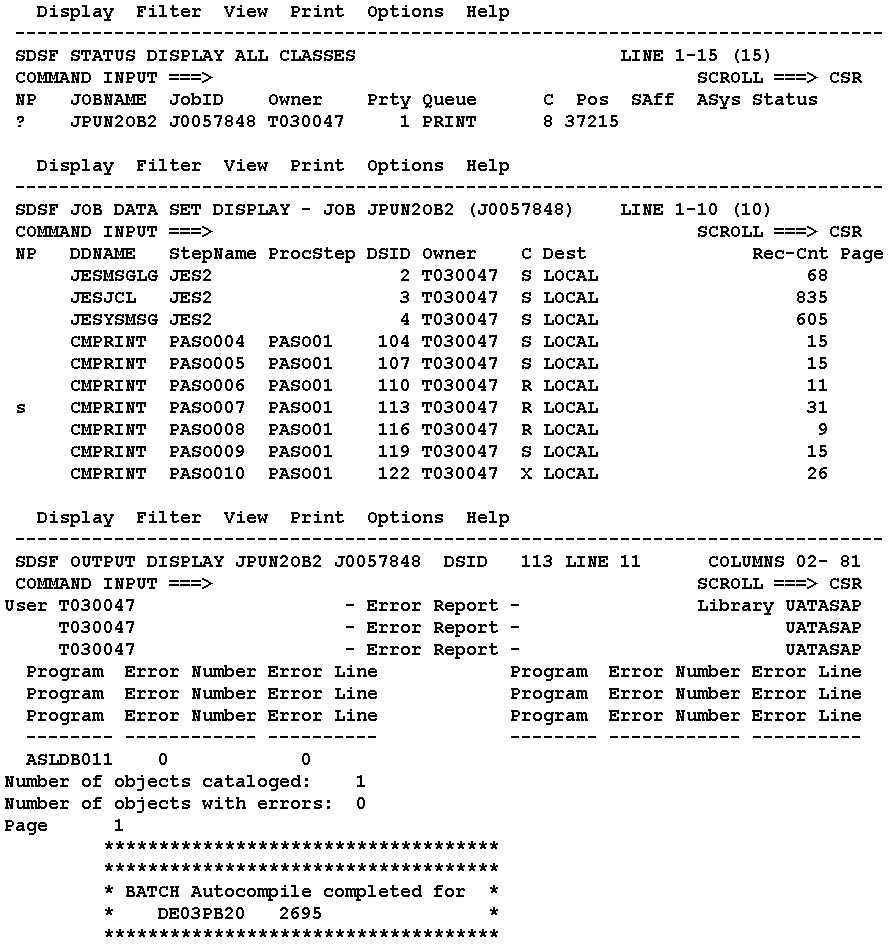 Display  Filter  View  Print  Options  Help
-------------------------------------------------------------------------------
SDSF STATUS DISPLAY ALL CLASSES                        LINE 1-15 (15)
COMMAND INPUT ===>                                            SCROLL ===> CSR
NP   JOBNAME  JobID    Owner    Prty Queue      C  Pos  SAff  ASys Status
?    JPUN2OB2 J0057848 T030047     1 PRINT      8 37215
Display  Filter  View  Print  Options  Help
-------------------------------------------------------------------------------
SDSF JOB DATA SET DISPLAY - JOB JPUN2OB2 (J0057848)    LINE 1-10 (10)
COMMAND INPUT ===>                                            SCROLL ===> CSR
NP   DDNAME   StepName ProcStep DSID Owner    C Dest               Rec-Cnt Page
     JESMSGLG JES2                 2 T030047  S LOCAL                   68
     JESJCL   JES2                 3 T030047  S LOCAL                  835
     JESYSMSG JES2                 4 T030047  S LOCAL                  605
     CMPRINT  PASO004  PASO01    104 T030047  S LOCAL                   15
     CMPRINT  PASO005  PASO01    107 T030047  S LOCAL                   15
     CMPRINT  PASO006  PASO01    110 T030047  R LOCAL                   11
s    CMPRINT  PASO007  PASO01    113 T030047  R LOCAL                   31
     CMPRINT  PASO008  PASO01    116 T030047  R LOCAL                    9
     CMPRINT  PASO009  PASO01    119 T030047  S LOCAL                   15
     CMPRINT  PASO010  PASO01    122 T030047  X LOCAL                   26
Display  Filter  View  Print  Options  Help
-------------------------------------------------------------------------------
SDSF OUTPUT DISPLAY JPUN2OB2 J0057848  DSID   113 LINE 11      COLUMNS 02- 81
COMMAND INPUT ===>                                            SCROLL ===> CSR
User T030047                   - Error Report -                Library UATASAP
     T030047                   - Error Report -                        UATASAP
     T030047                   - Error Report -                        UATASAP
  Program  Error Number Error Line            Program  Error Number Error Line
  Program  Error Number Error Line            Program  Error Number Error Line
  Program  Error Number Error Line            Program  Error Number Error Line
  -------- ------------ ----------            -------- ------------ ----------
  ASLDB011    0            0
Number of objects cataloged:    1
Number of objects with errors:  0
Page      1
************************************
************************************
* BATCH Autocompile completed for  *
*    DE03PB20   2695               *
************************************